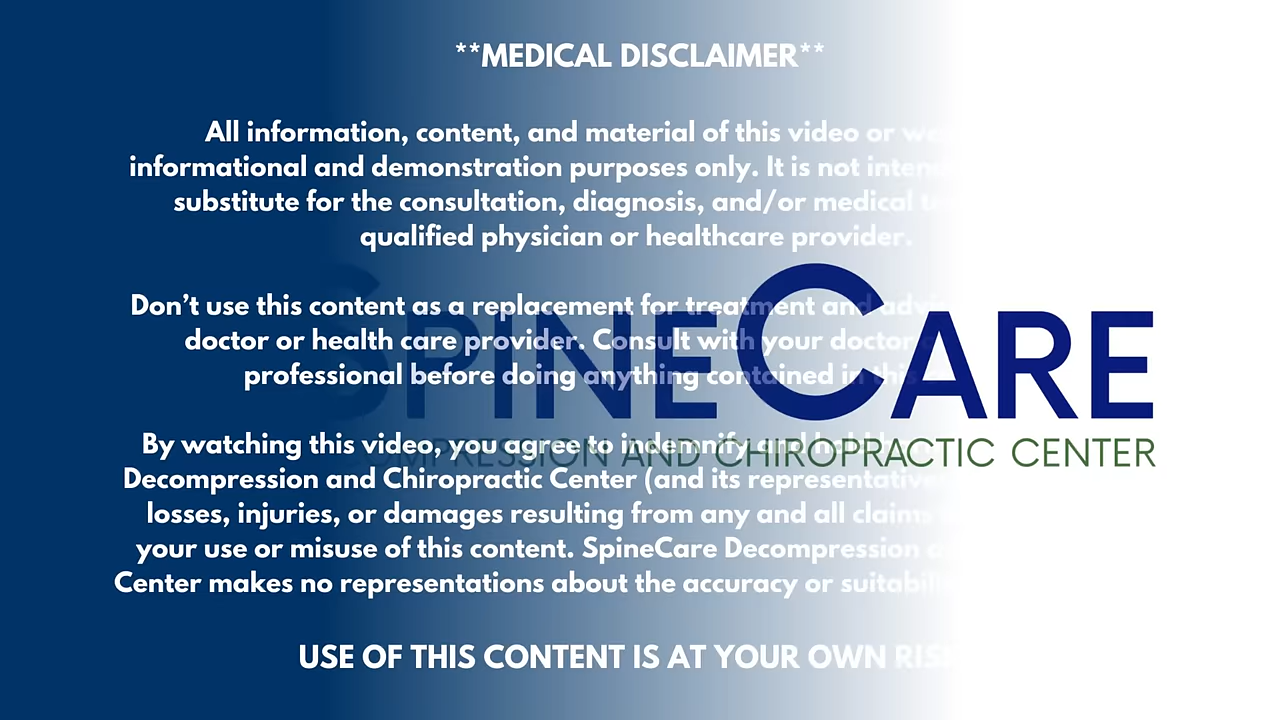 **MEDICAL DISCLAIMER**
All information, content, and material of this video or
informational and demonstration purposes only. It is not
substitute for the consultation, diagnosis, and/or medical
qualified physician or healthcare provider.
Don’t use this content as a replacement for treatment and
doctor or health care provider. Consult with your doctor
professional before doing anything contained in this
By watching this video, you agree to indemnify and hold
Decompression and Chiropractic Center (and its
losses, injuries, or damages resulting from any and all claims
your use or misuse of this content. SpineCare Decompression
Center makes no representations about the accuracy or
USE OF THIS CONTENT IS AT YOUR OWN RISK
SPINECARE
COMPRESSION AND CHIROPRACTIC CENTER